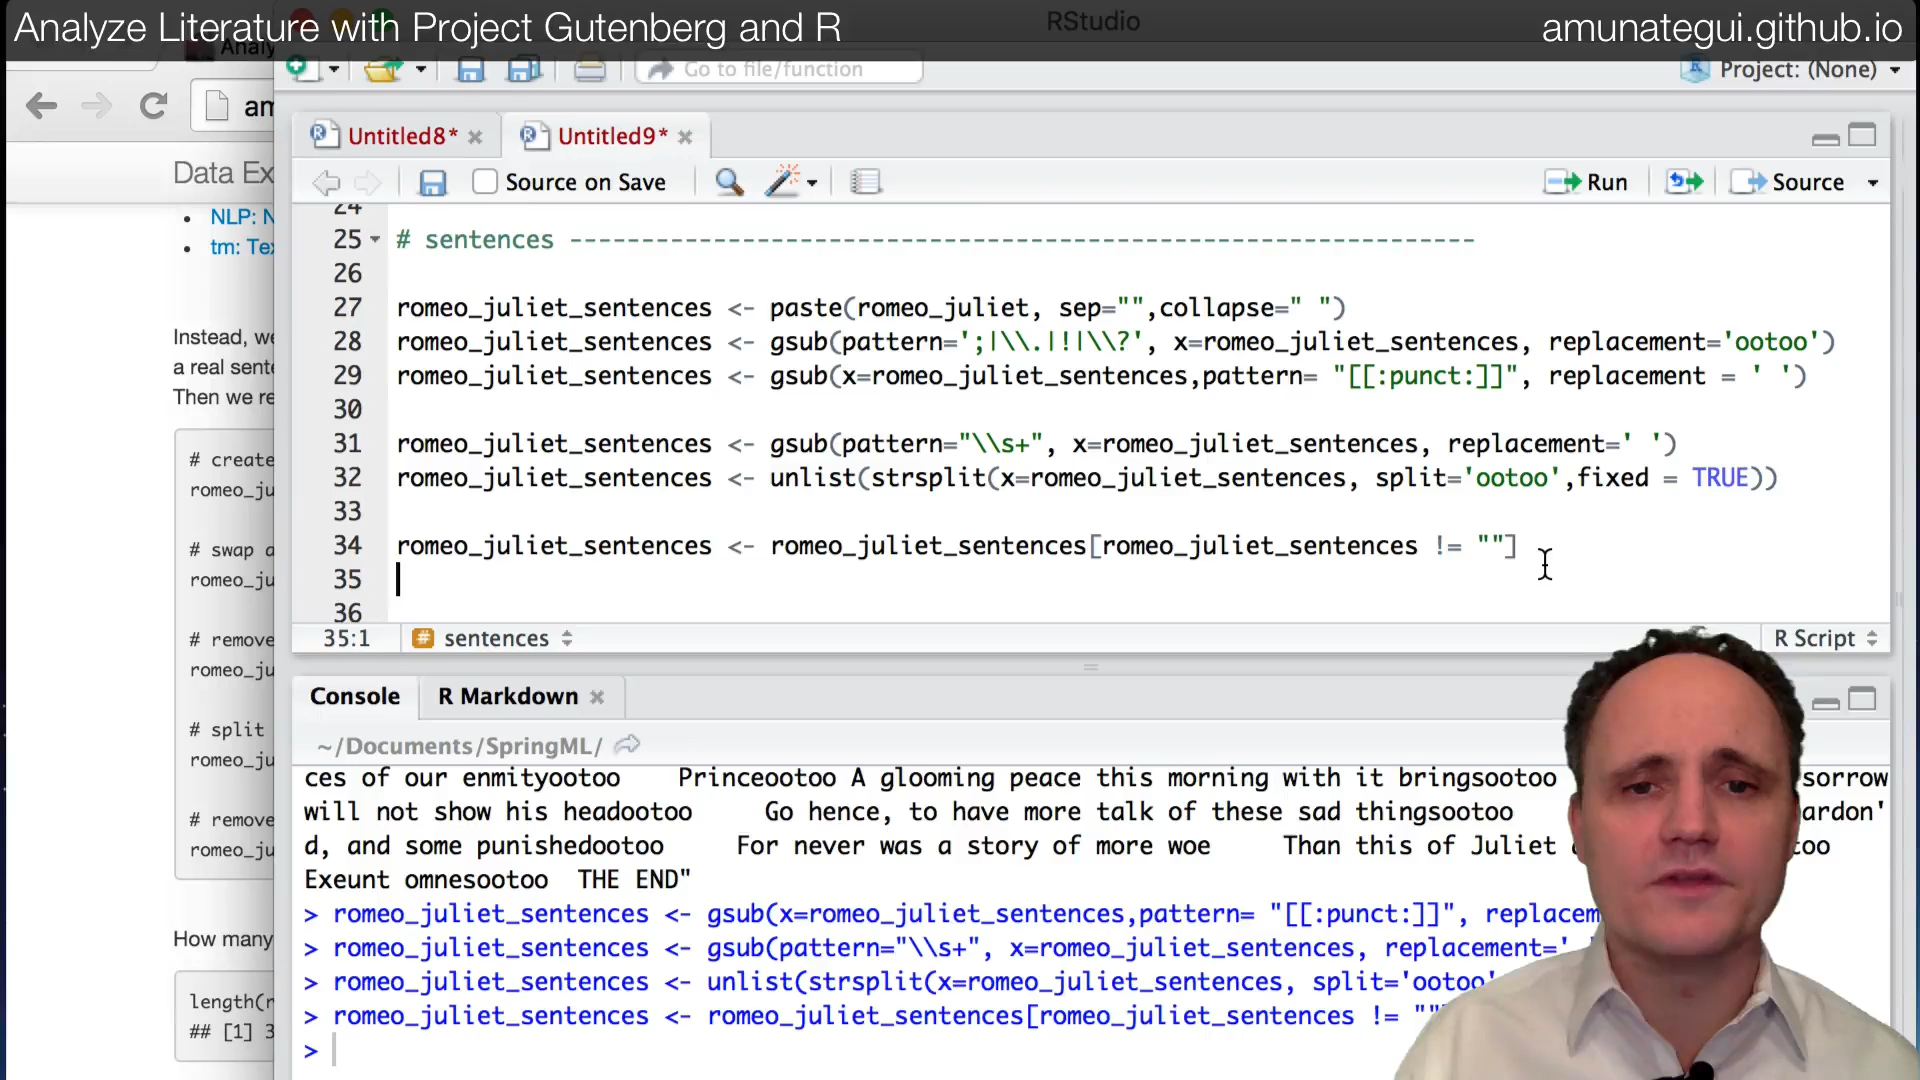 Analyze Literature with Project Gutenberg and R
amunategui.github.io
RStudio
Go to file/function
Project: (None)
am
Untitled8*
Untitled9*
Data Ex
Source on Save
Run
Source
NLP: N
tm: Tex
Instead, we
a real sente
Then we re
# create
romeo_ju
# swap a
romeo_ju
# remove
romeo_ju
# split
romeo_ju
# remove
romeo_ju
How many
length(r
## [1] 3
24
25 # sentences ---------------------------------------------------------------
26
27 romeo_juliet_sentences <- paste(romeo_juliet, sep="",collapse=" ")
28 romeo_juliet_sentences <- gsub(pattern=';|\\.|!|\\?', x=romeo_juliet_sentences, replacement='ootoo')
29 romeo_juliet_sentences <- gsub(x=romeo_juliet_sentences,pattern= "[[:punct:]]", replacement = ' ')
30
31 romeo_juliet_sentences <- gsub(pattern="\\s+", x=romeo_juliet_sentences, replacement=' ')
32 romeo_juliet_sentences <- unlist(strsplit(x=romeo_juliet_sentences, split='ootoo',fixed = TRUE))
33
34 romeo_juliet_sentences <- romeo_juliet_sentences[romeo_juliet_sentences != ""]
35
36
35:1 # sentences R Script
Console R Markdown
~/Documents/SpringML/
ces of our enmityootoo Princeootoo A glooming peace this morning with it bringsootoo sorrow
will not show his headootoo Go hence, to have more talk of these sad thingsootoo ardon'
d, and some punishedootoo For never was a story of more woe Than this of Juliet too
Exeunt omnesootoo THE END"
> romeo_juliet_sentences <- gsub(x=romeo_juliet_sentences,pattern= "[[:punct:]]", replacem
> romeo_juliet_sentences <- gsub(pattern="\\s+", x=romeo_juliet_sentences, replacement='
> romeo_juliet_sentences <- unlist(strsplit(x=romeo_juliet_sentences, split='ootoo'
> romeo_juliet_sentences <- romeo_juliet_sentences[romeo_juliet_sentences != ""
>